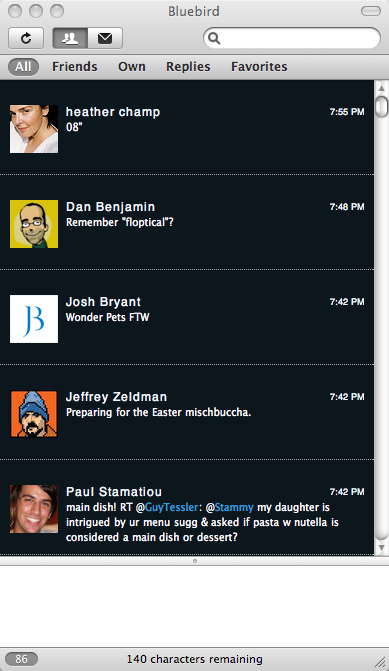 Bluebird
All Friends Own Replies Favorites
heather champ 7:55 PM
08"
Dan Benjamin 7:48 PM
Remember "floptical"?
JB
Josh Bryant 7:42 PM
Wonder Pets FTW
Jeffrey Zeldman 7:42 PM
Preparing for the Easter mischbuccha.
Paul Stamatiou 7:42 PM
main dish! RT @GuyTessler: @Stammy my daughter is
intrigued by ur menu sugg & asked if pasta w nutella is
considered a main dish or dessert?
86 140 characters remaining